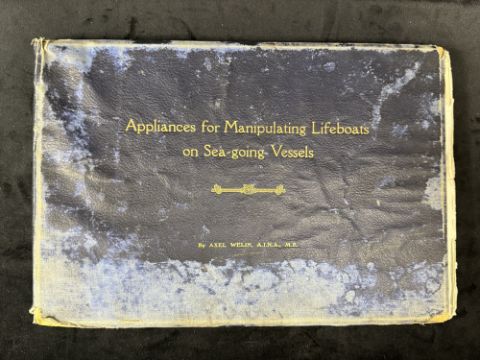 Appliances for Manipulating Lifeboats
on Sea-going Vessels
By AXEL WELIN, A.I.N.A., M.E.